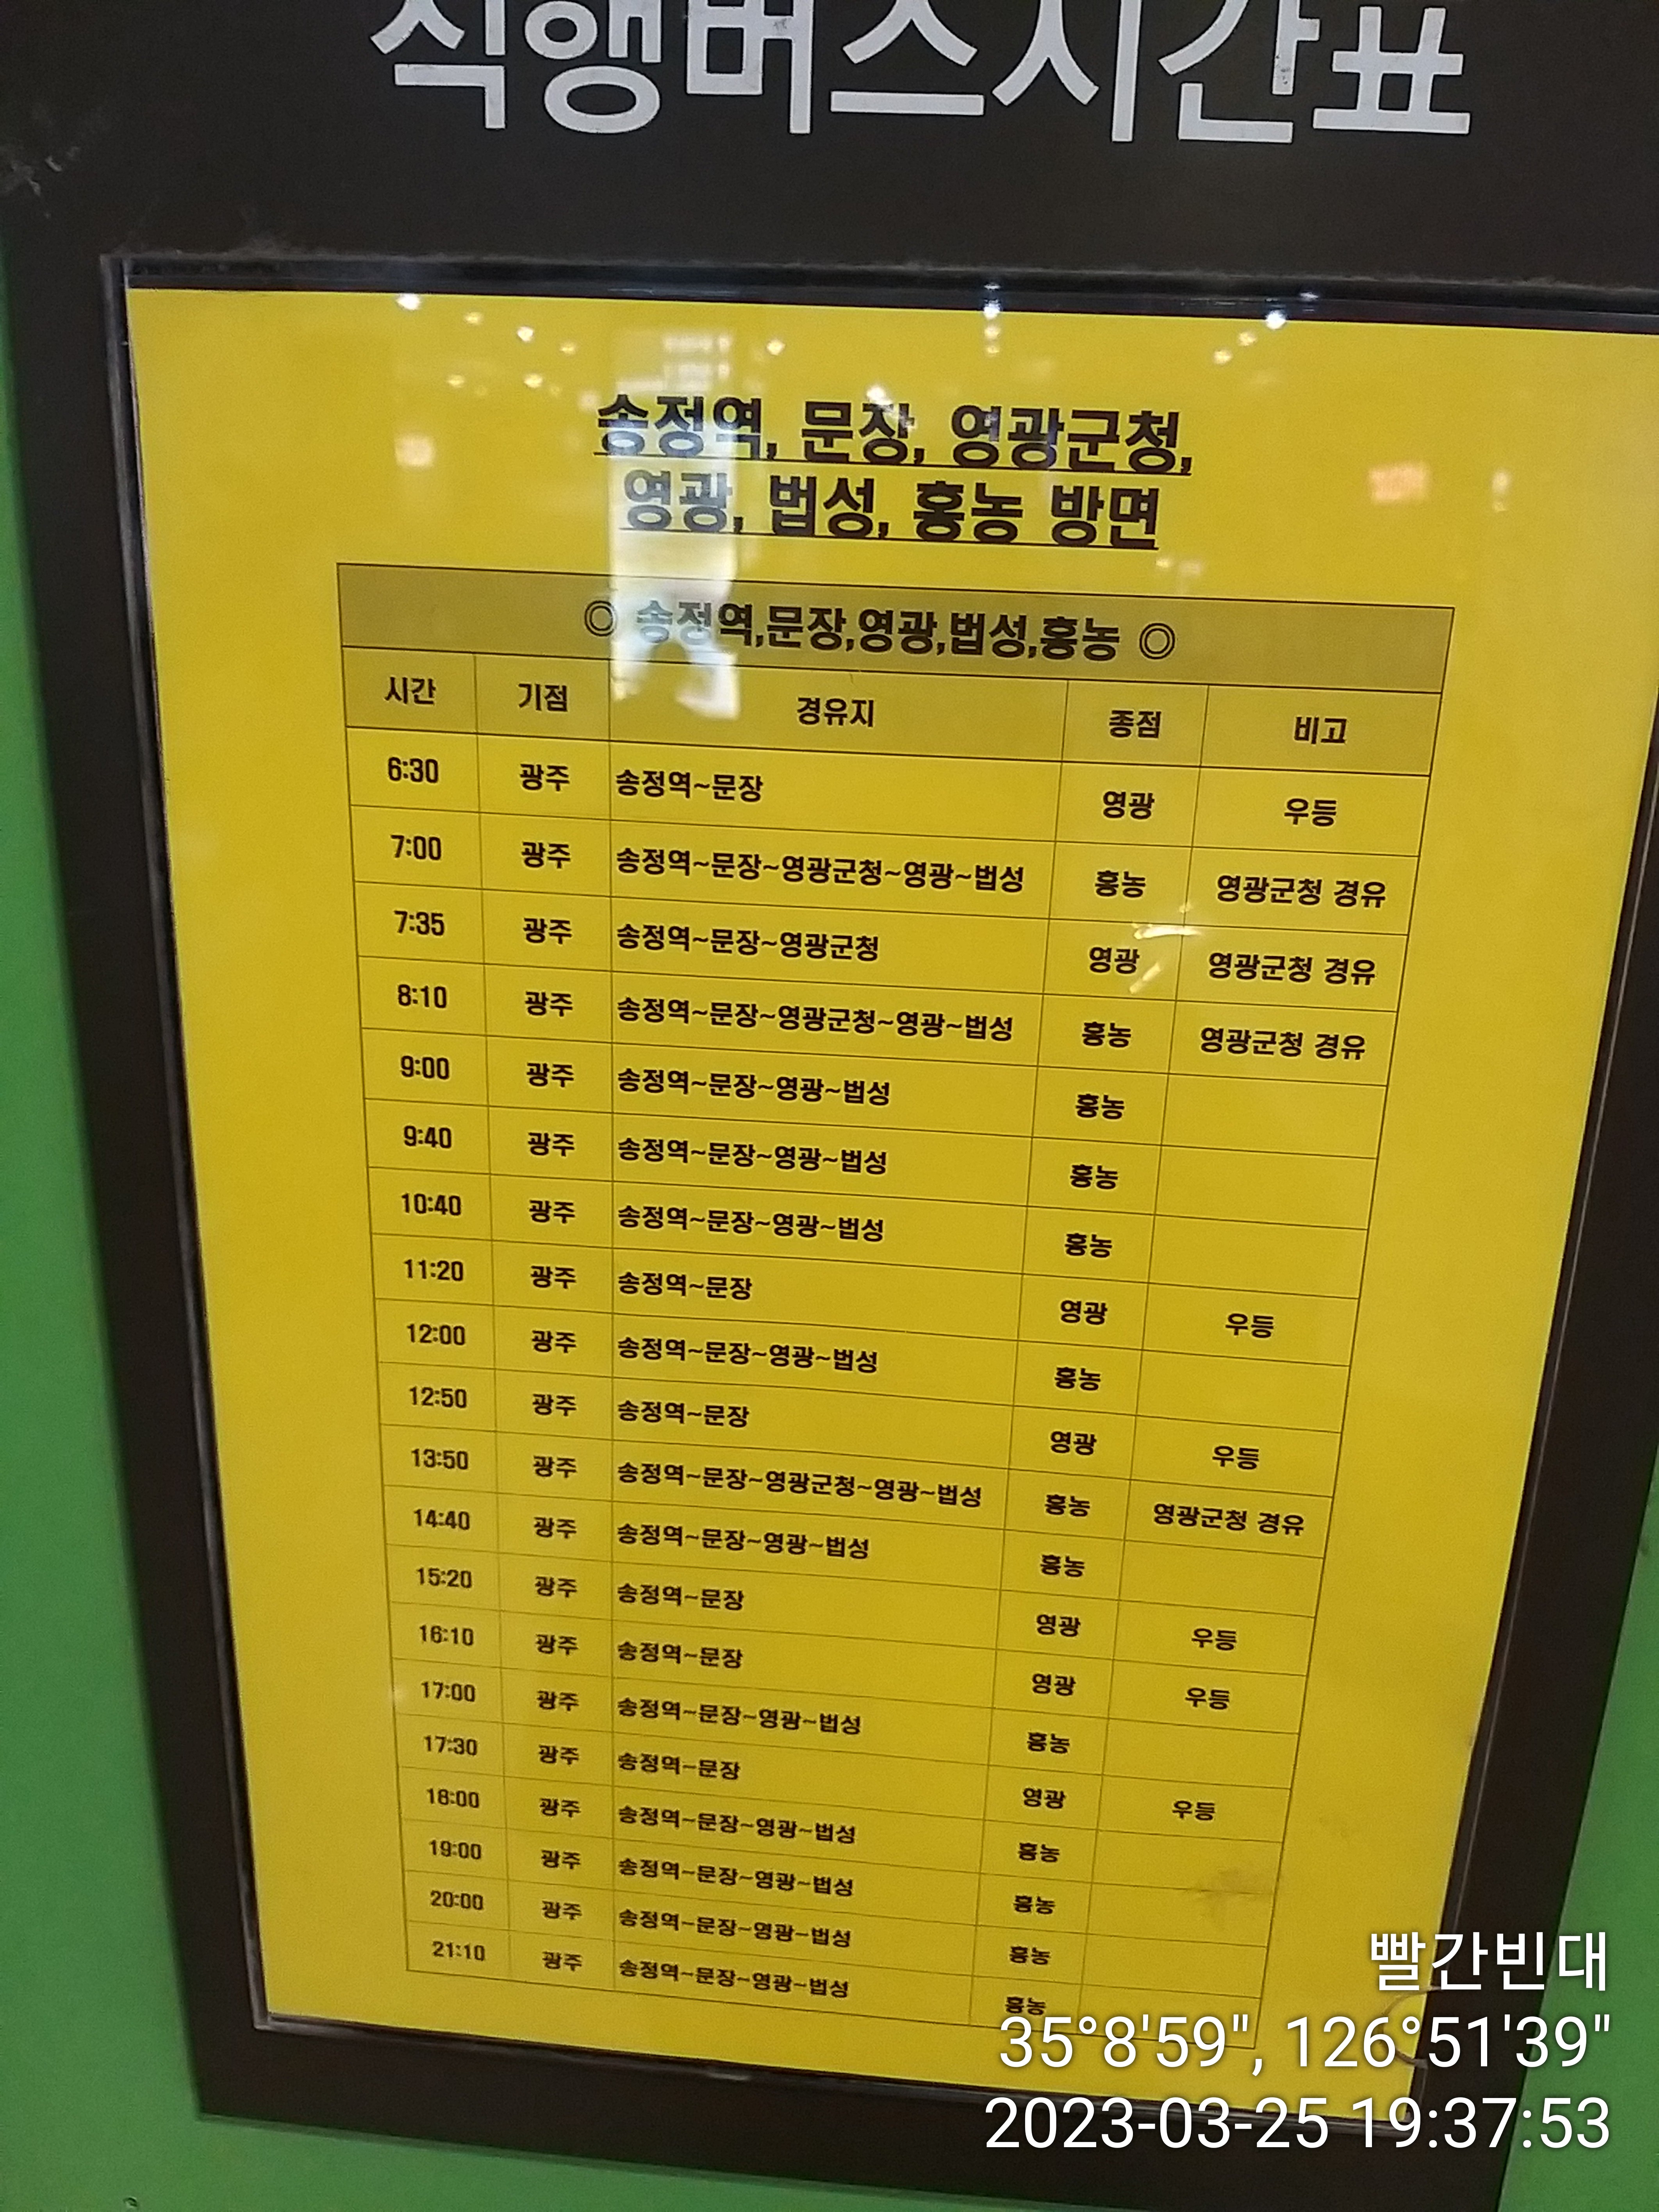 직행버스시간표
송정역, 문장, 영광군청,
영광, 법성, 홍농 방면
◎ 송정역,문장,영광,법성,홍농 ◎
시간 기점 경유지 종점 비고
6:30 광주 송정역~문장 영광 우등
7:00 광주 송정역~문장~영광군청~영광~법성 홍농 영광군청 경유
7:35 광주 송정역~문장~영광군청 영광 영광군청 경유
8:10 광주 송정역~문장~영광군청~영광~법성 홍농 영광군청 경유
9:00 광주 송정역~문장~영광~법성 홍농
9:40 광주 송정역~문장~영광~법성 홍농
10:40 광주 송정역~문장~영광~법성 홍농
11:20 광주 송정역~문장 영광 우등
12:00 광주 송정역~문장~영광~법성 홍농
12:50 광주 송정역~문장 영광 우등
13:50 광주 송정역~문장~영광군청~영광~법성 홍농 영광군청 경유
14:40 광주 송정역~문장~영광~법성 홍농
15:20 광주 송정역~문장 영광 우등
16:10 광주 송정역~문장 영광 우등
17:00 광주 송정역~문장~영광~법성 홍농
17:30 광주 송정역~문장 영광 우등
18:00 광주 송정역~문장~영광~법성 홍농
19:00 광주 송정역~문장~영광~법성 홍농
20:00 광주 송정역~문장~영광~법성 홍농
21:10 광주 송정역~문장~영광~법성 홍농
빨간빈대
35°8'59", 126°51'39"
2023-03-25 19:37:53